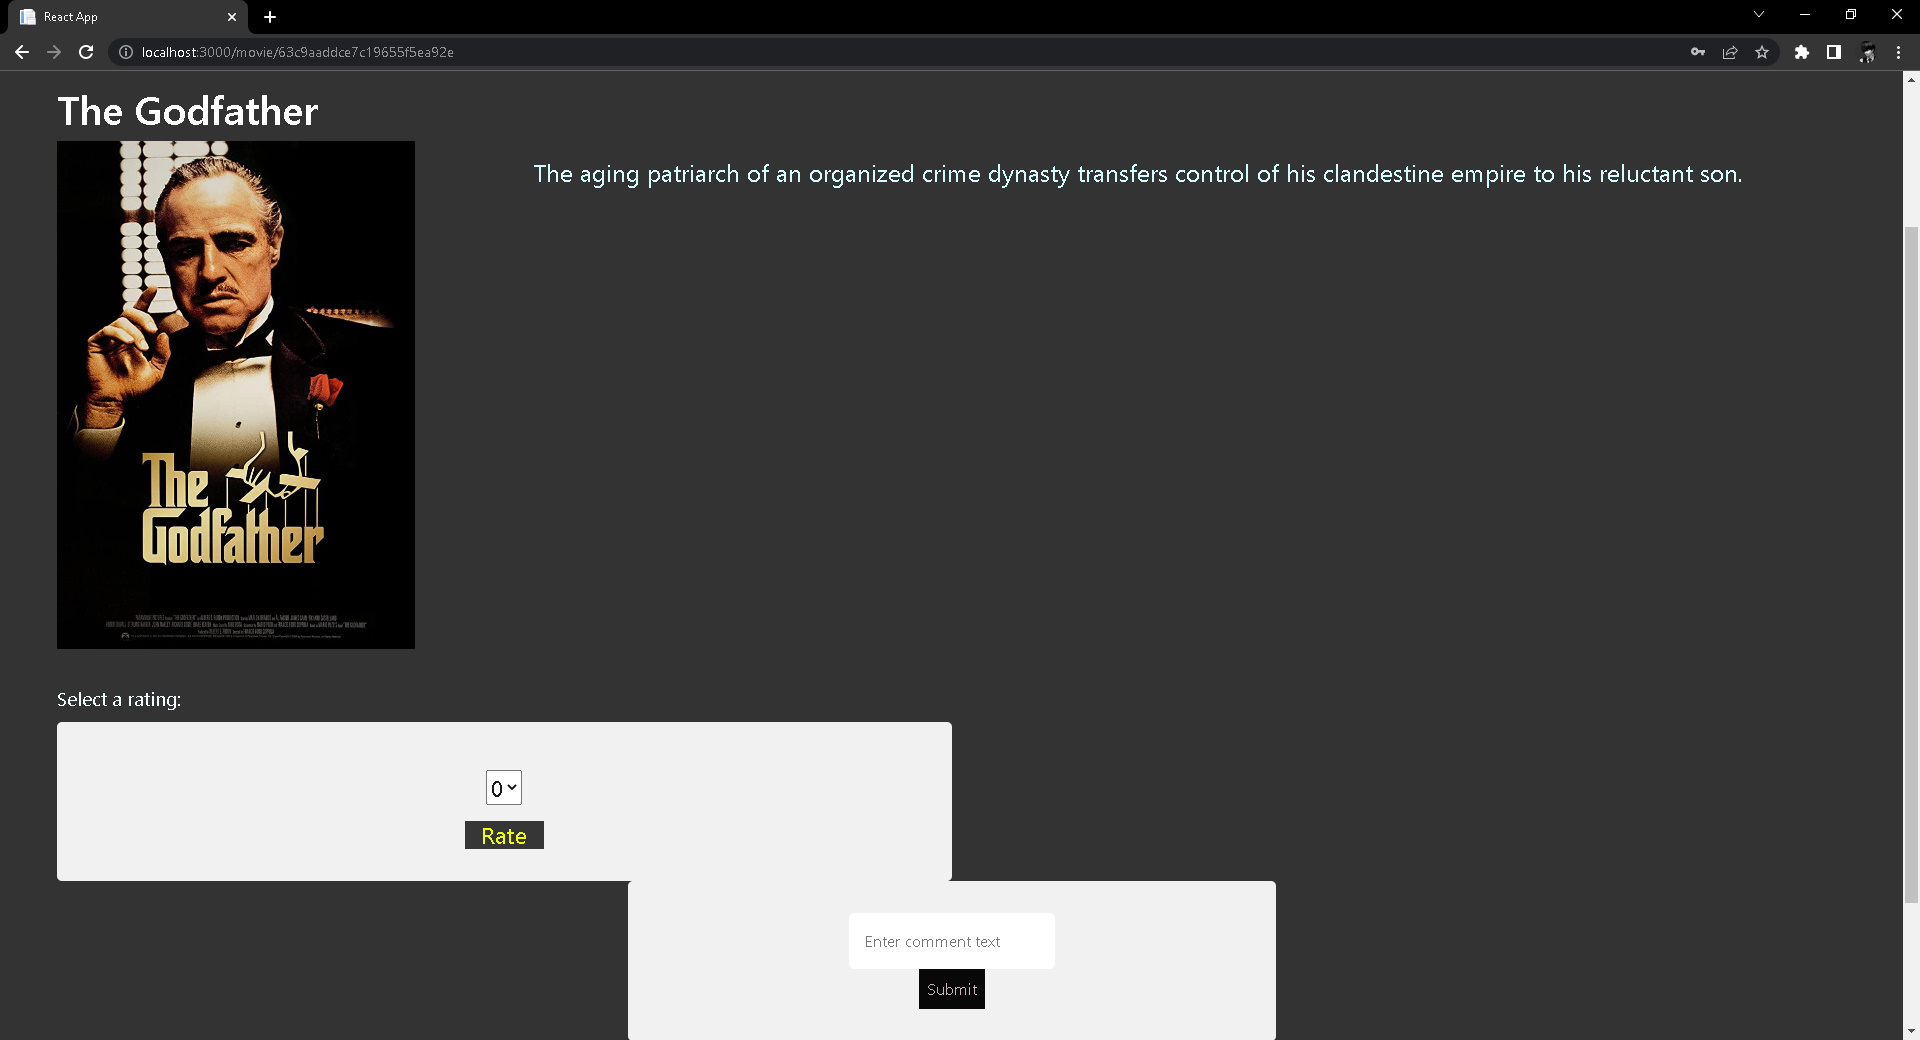 React App
localhost:3000/movie/63c9aaddce7c19655f5ea92e
The Godfather
The aging patriarch of an organized crime dynasty transfers control of his clandestine empire to his reluctant son.
The
Godfather
Select a rating:
0
Rate
Enter comment text
Submit